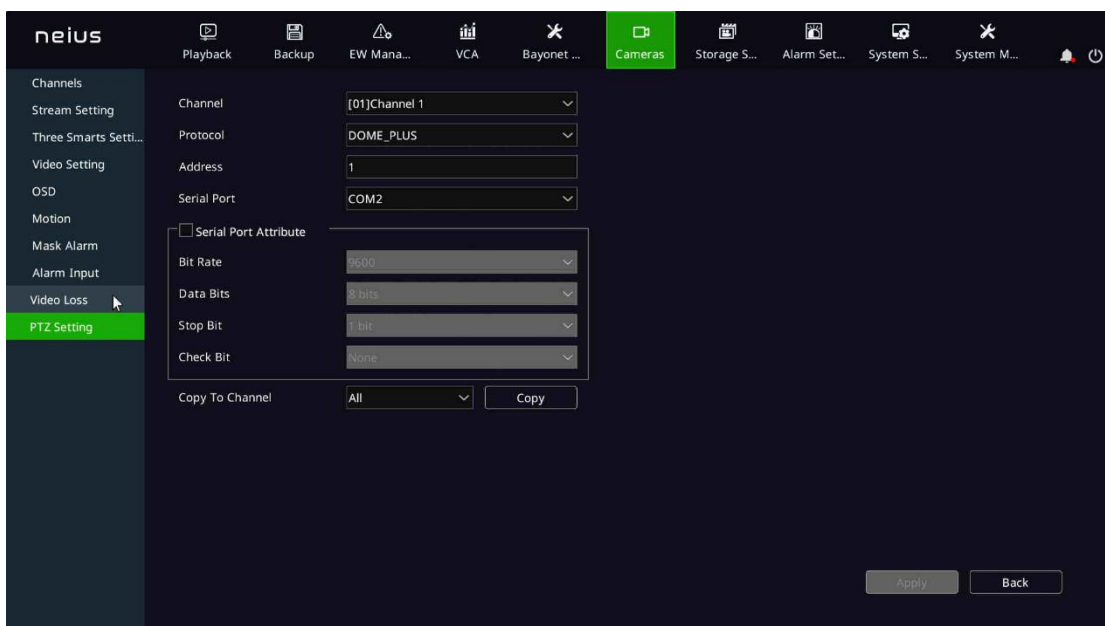 neius
Playback Backup EW Mana... VCA Bayonet ... Cameras Storage S... Alarm Set... System S... System M...
Channels
Stream Setting
Three Smarts Setti...
Video Setting
OSD
Motion
Mask Alarm
Alarm Input
Video Loss
PTZ Setting
Channel [01]Channel 1
Protocol DOME_PLUS
Address 1
Serial Port COM2
Serial Port Attribute
Bit Rate 9600
Data Bits 8 bits
Stop Bit 1 bit
Check Bit None
Copy To Channel All Copy
Apply Back